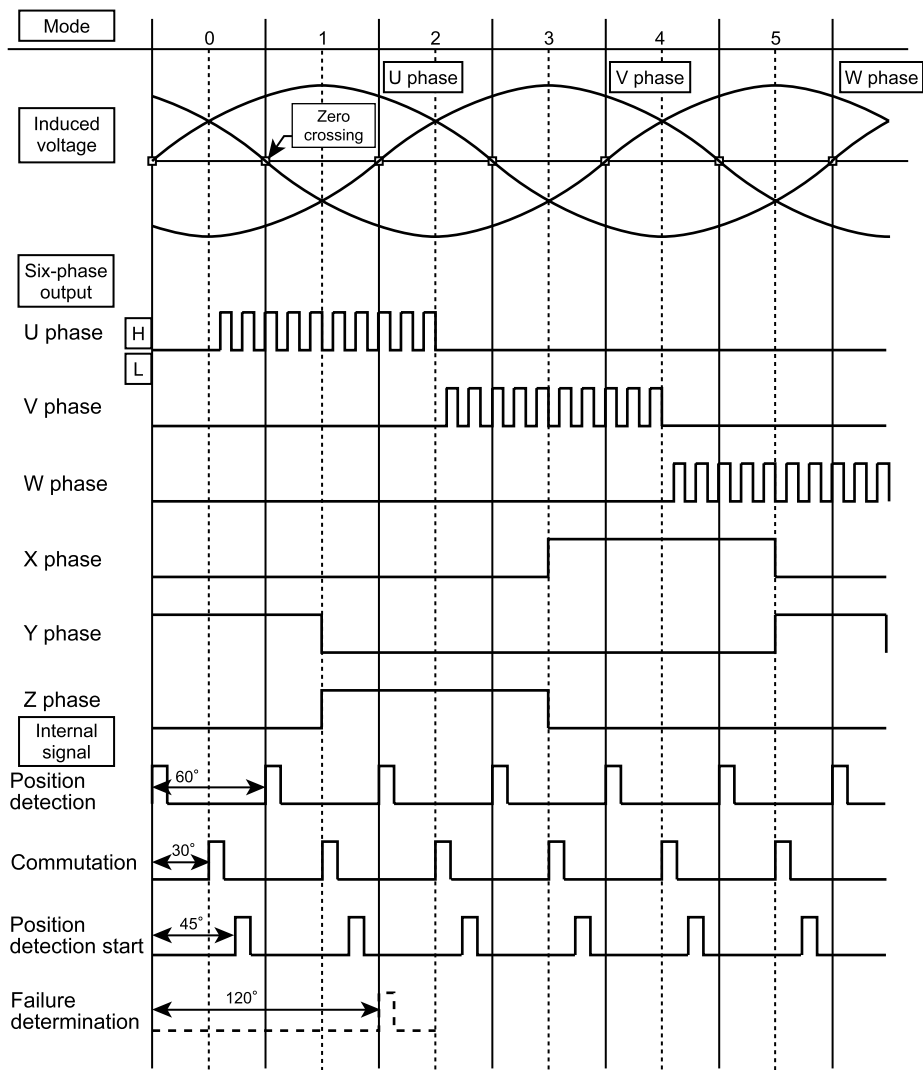 Mode
0 1 2 3 4 5
U phase V phase W phase
Induced
voltage
Zero
crossing
Six-phase
output
U phase H
L
V phase
W phase
X phase
Y phase
Z phase
Internal
signal
Position
detection
60°
Commutation
30°
Position
detection start
45°
Failure
determination
120°